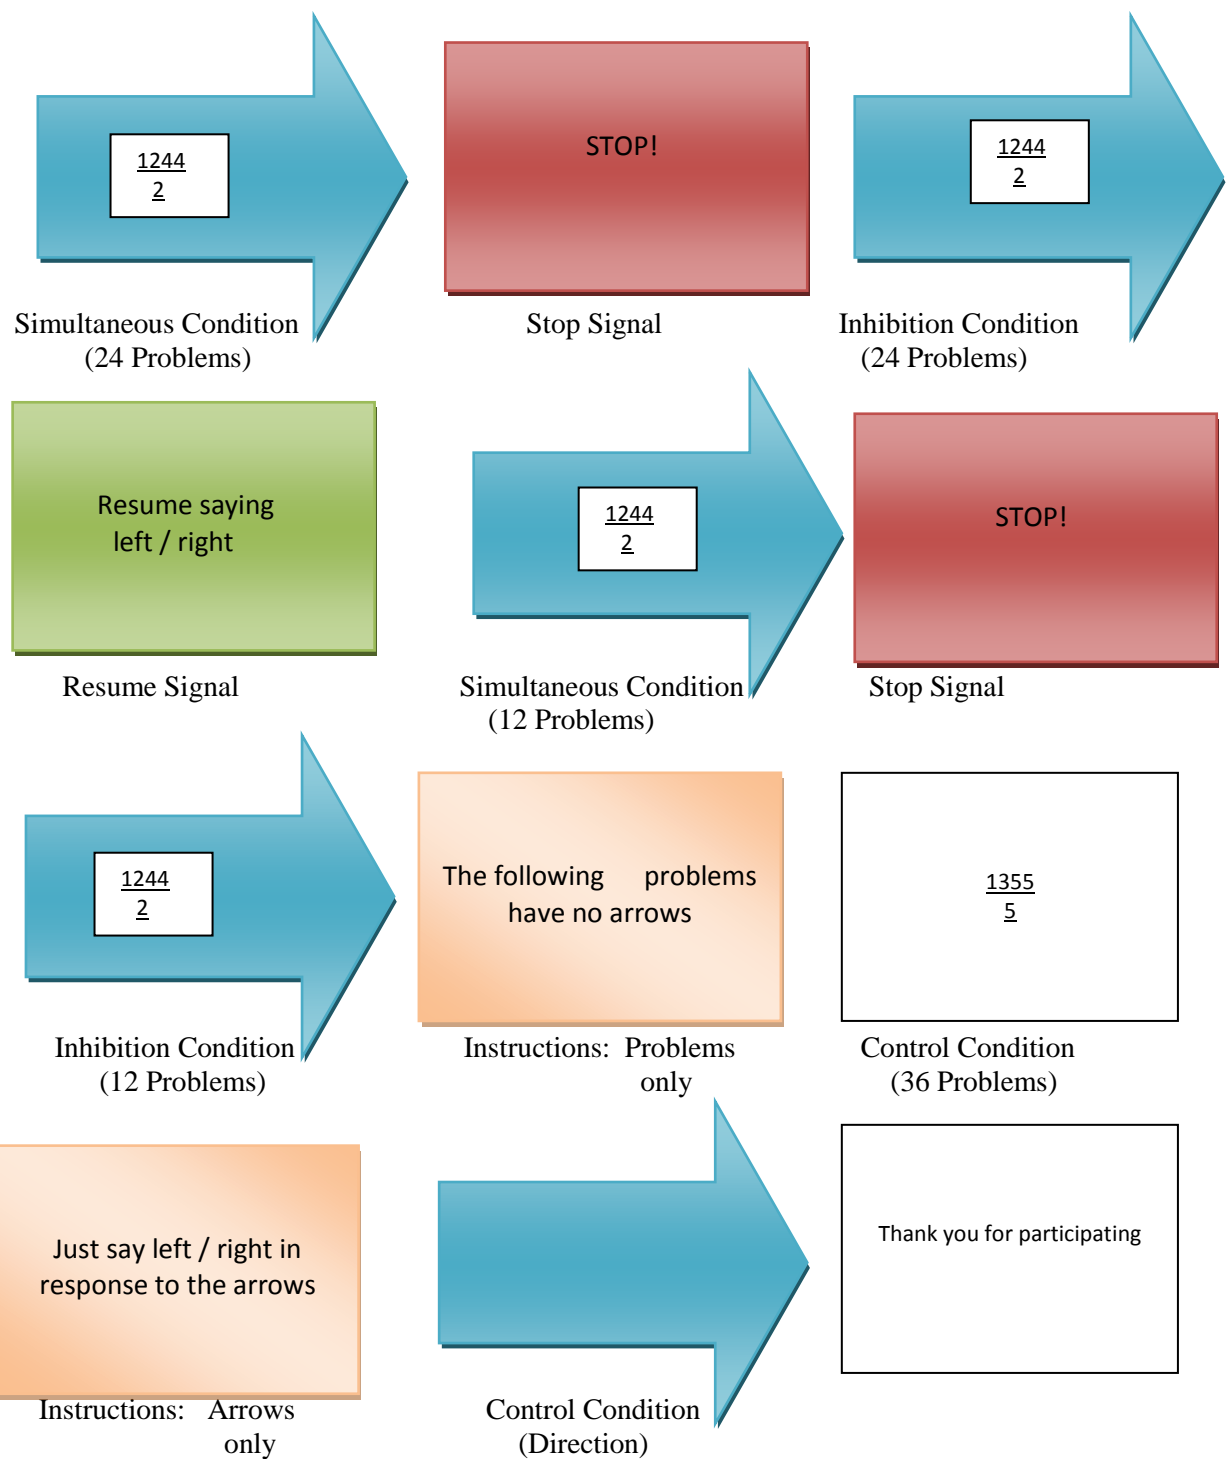 1244
2
Simultaneous Condition
(24 Problems)
STOP!
Stop Signal
1244
2
Inhibition Condition
(24 Problems)
Resume saying
left / right
Resume Signal
1244
2
Simultaneous Condition
(12 Problems)
STOP!
Stop Signal
1244
2
Inhibition Condition
(12 Problems)
The following problems
have no arrows
Instructions: Problems
only
1355
5
Control Condition
(36 Problems)
Just say left / right in
response to the arrows
Instructions: Arrows
only
Control Condition
(Direction)
Thank you for participating